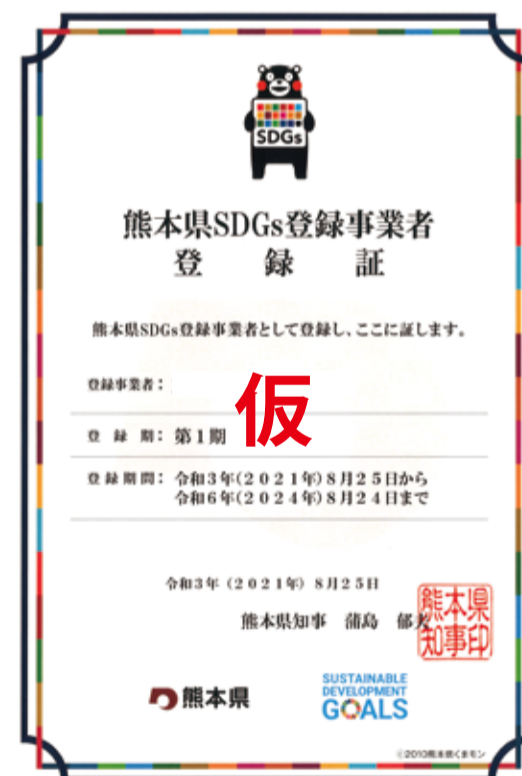 SDGs
熊本県SDGs登録事業者
登録証
熊本県SDGs登録事業者として登録し、ここに証します。
登録事業者：
仮
登録期：第1期
登録期間：令和3年(2021年)8月25日から
令和6年(2024年)8月24日まで
令和3年（2021年）8月25日
熊本県知事 蒲島 郁夫
熊本県
知事印
熊本県
SUSTAINABLE
DEVELOPMENT
GOALS
©2010熊本県くまモン